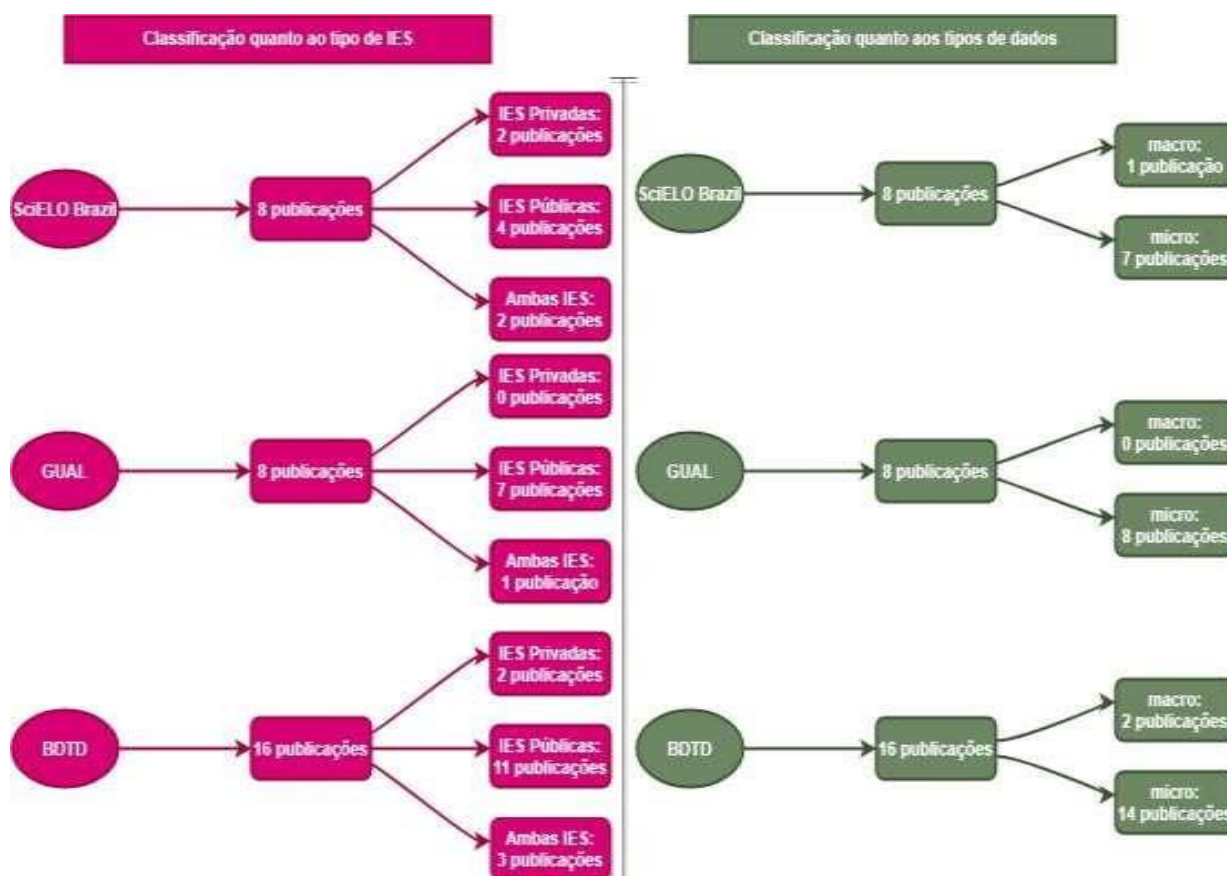 Classificação quanto ao tipo de IES
SciELO Brazil
8 publicações
IES Privadas:
2 publicações
IES Públicas:
4 publicações
Ambas IES:
2 publicações
GUAL
8 publicações
IES Privadas:
0 publicações
IES Públicas:
7 publicações
Ambas IES:
1 publicação
BDTD
16 publicações
IES Privadas:
2 publicações
IES Públicas:
11 publicações
Ambas IES:
3 publicações
Classificação quanto aos tipos de dados
SciELO Brazil
8 publicações
macro:
1 publicação
micro:
7 publicações
GUAL
8 publicações
macro:
0 publicações
micro:
8 publicações
BDTD
16 publicações
macro:
2 publicações
micro:
14 publicações